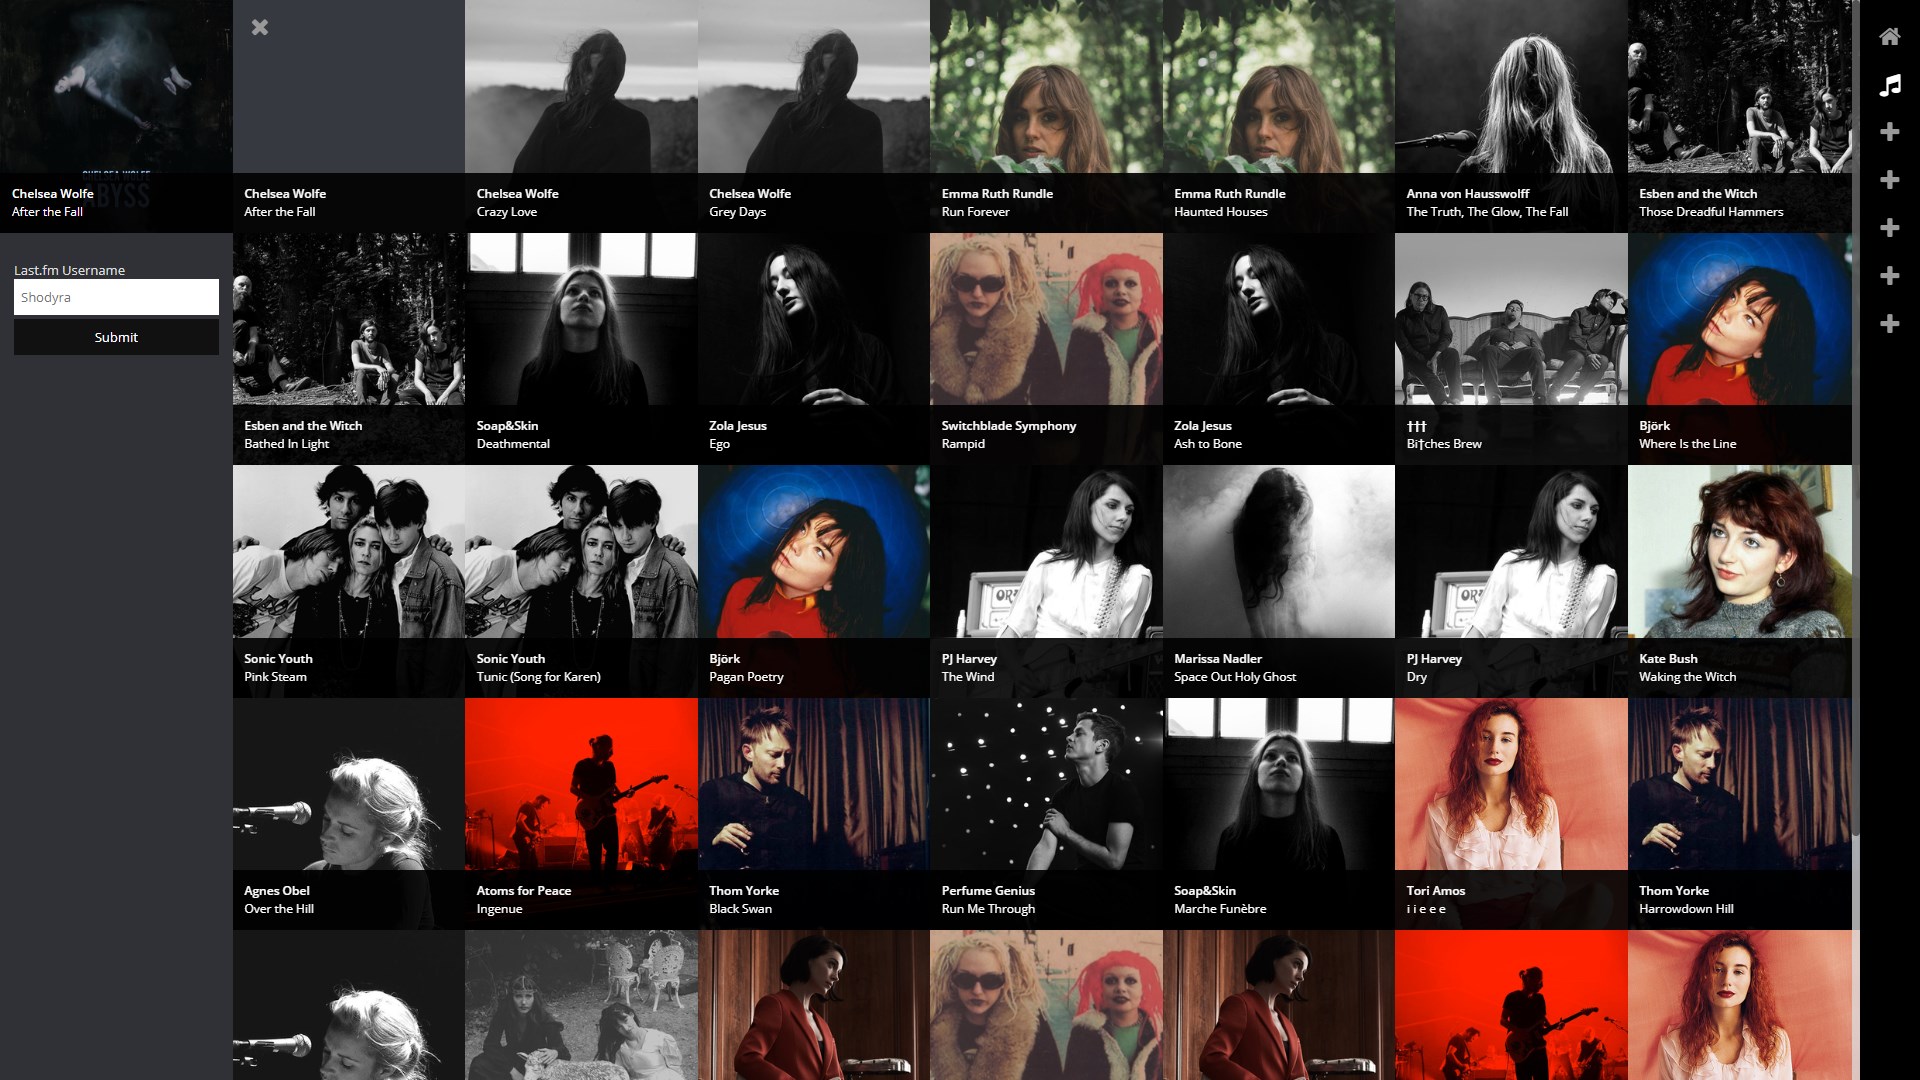 CHELSEA WOLFE
ABYSS
Chelsea Wolfe
After the Fall
Chelsea Wolfe
After the Fall
Chelsea Wolfe
Crazy Love
Chelsea Wolfe
Grey Days
Emma Ruth Rundle
Run Forever
Emma Ruth Rundle
Haunted Houses
Anna von Hausswolff
The Truth, The Glow, The Fall
Esben and the Witch
Those Dreadful Hammers
Last.fm Username
Shodyra
Submit
Esben and the Witch
Bathed In Light
Soap&Skin
Deathmental
Zola Jesus
Ego
Switchblade Symphony
Rampid
Zola Jesus
Ash to Bone
†††
Bi†ches Brew
Björk
Where Is the Line
Sonic Youth
Pink Steam
Sonic Youth
Tunic (Song for Karen)
Björk
Pagan Poetry
PJ Harvey
The Wind
Marissa Nadler
Space Out Holy Ghost
PJ Harvey
Dry
Kate Bush
Waking the Witch
Agnes Obel
Over the Hill
Atoms for Peace
Ingenue
Thom Yorke
Black Swan
Perfume Genius
Run Me Through
Soap&Skin
Marche Funèbre
Tori Amos
i i e e e
Thom Yorke
Harrowdown Hill